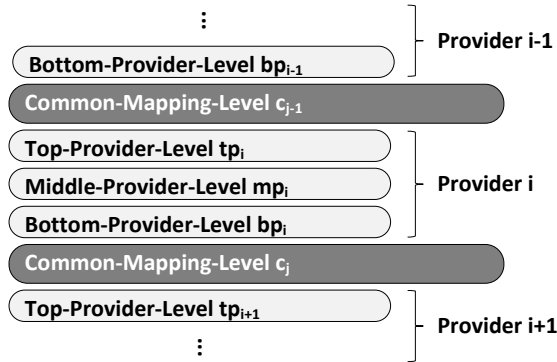 ⋮
Provider i-1
Bottom-Provider-Level bpi-1
Common-Mapping-Level cj-1
Top-Provider-Level tpi
Middle-Provider-Level mpi
Provider i
Bottom-Provider-Level bpi
Common-Mapping-Level cj
Top-Provider-Level tpi+1
Provider i+1
⋮